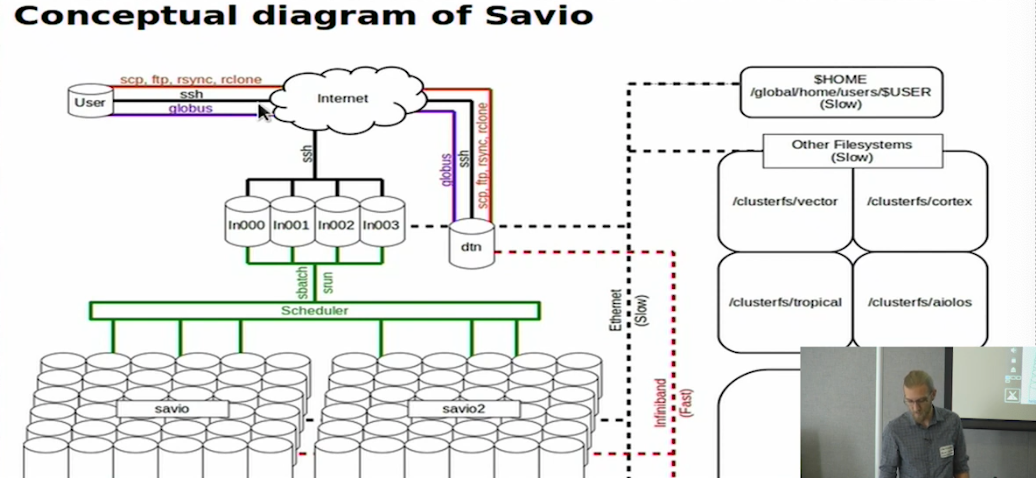 Conceptual diagram of Savio
scp, ftp, rsync, rclone
ssh
globus
User
Internet
ssh
globus
ssh
scp, ftp, rsync, rclone
ln000
ln001
ln002
ln003
dtn
sbatch
srun
Scheduler
savio
savio2
Ethernet
(Slow)
Infiniband
(Fast)
$HOME
/global/home/users/$USER
(Slow)
Other Filesystems
(Slow)
/clusterfs/vector
/clusterfs/cortex
/clusterfs/tropical
/clusterfs/aiolos